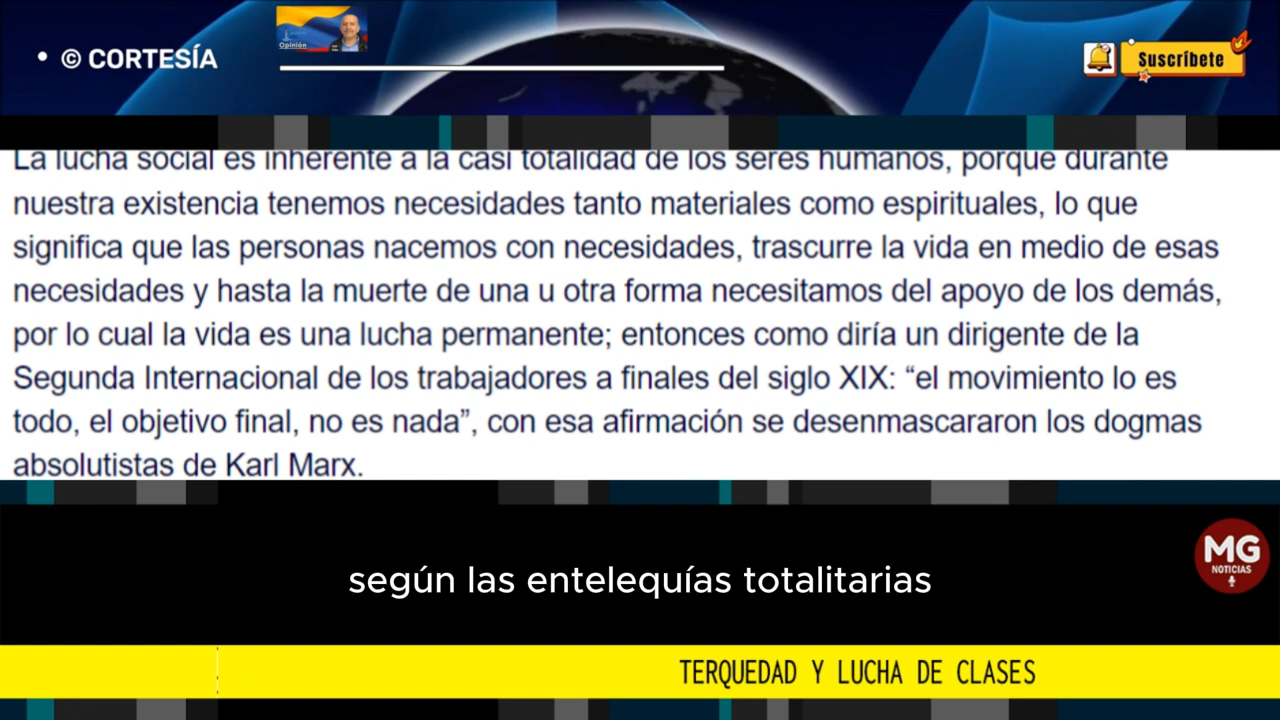 • © CORTESÍA
Opinión
Suscríbete
La lucha social es inherente a la casi totalidad de los seres humanos, porque durante
nuestra existencia tenemos necesidades tanto materiales como espirituales, lo que
significa que las personas nacemos con necesidades, trascurre la vida en medio de esas
necesidades y hasta la muerte de una u otra forma necesitamos del apoyo de los demás,
por lo cual la vida es una lucha permanente; entonces como diría un dirigente de la
Segunda Internacional de los trabajadores a finales del siglo XIX: “el movimiento lo es
todo, el objetivo final, no es nada”, con esa afirmación se desenmascararon los dogmas
absolutistas de Karl Marx.
MG
NOTICIAS
según las entelequías totalitarias
TERQUEDAD Y LUCHA DE CLASES